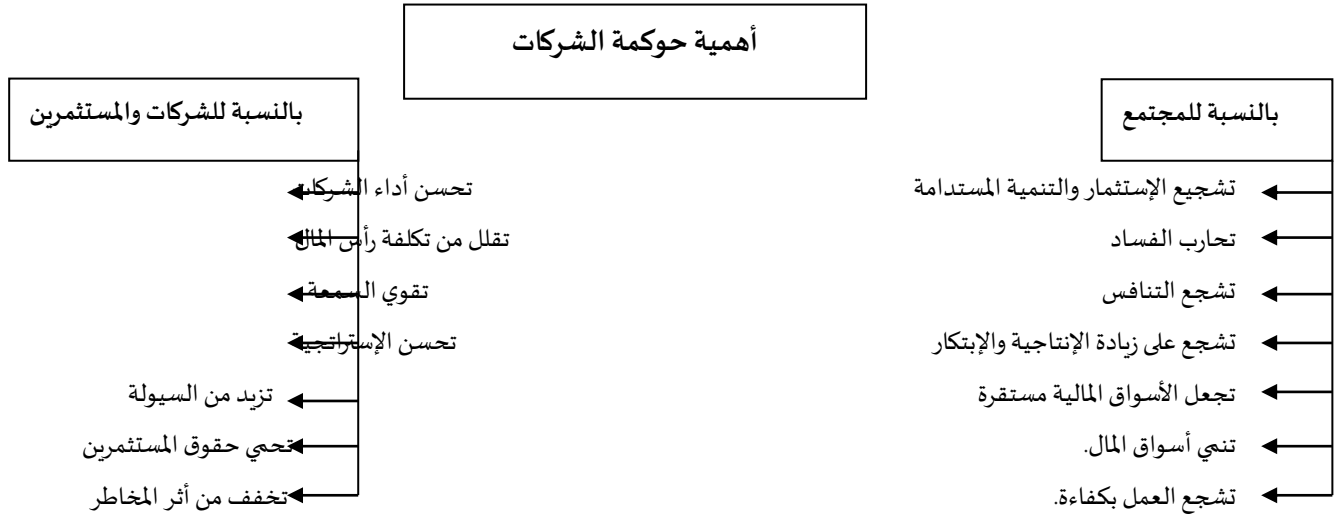 أهمية حوكمة الشركات
بالنسبة للمجتمع
تشجيع الإستثمار والتنمية المستدامة
تحارب الفساد
تشجع التنافس
تشجع على زيادة الإنتاجية والإبتكار
تجعل الأسواق المالية مستقرة
تنمي أسواق المال.
تشجع العمل بكفاءة.
بالنسبة للشركات والمستثمرين
تحسن أداء الشركات
تقلل من تكلفة رأس المال
تقوي السمعة
تحسن الإستراتجية
تزيد من السيولة
تحمي حقوق المستثمرين
تخفف من أثر المخاطر